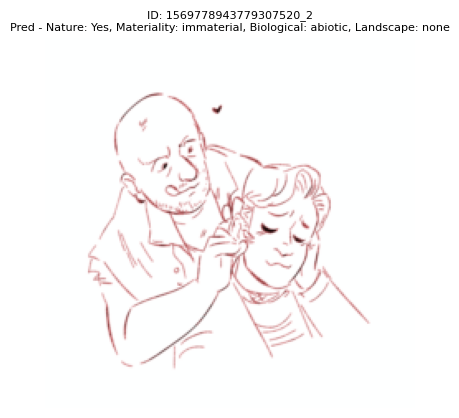 ID: 1569778943779307520_2
Pred - Nature: Yes, Materiality: immaterial, Biological: abiotic, Landscape: none